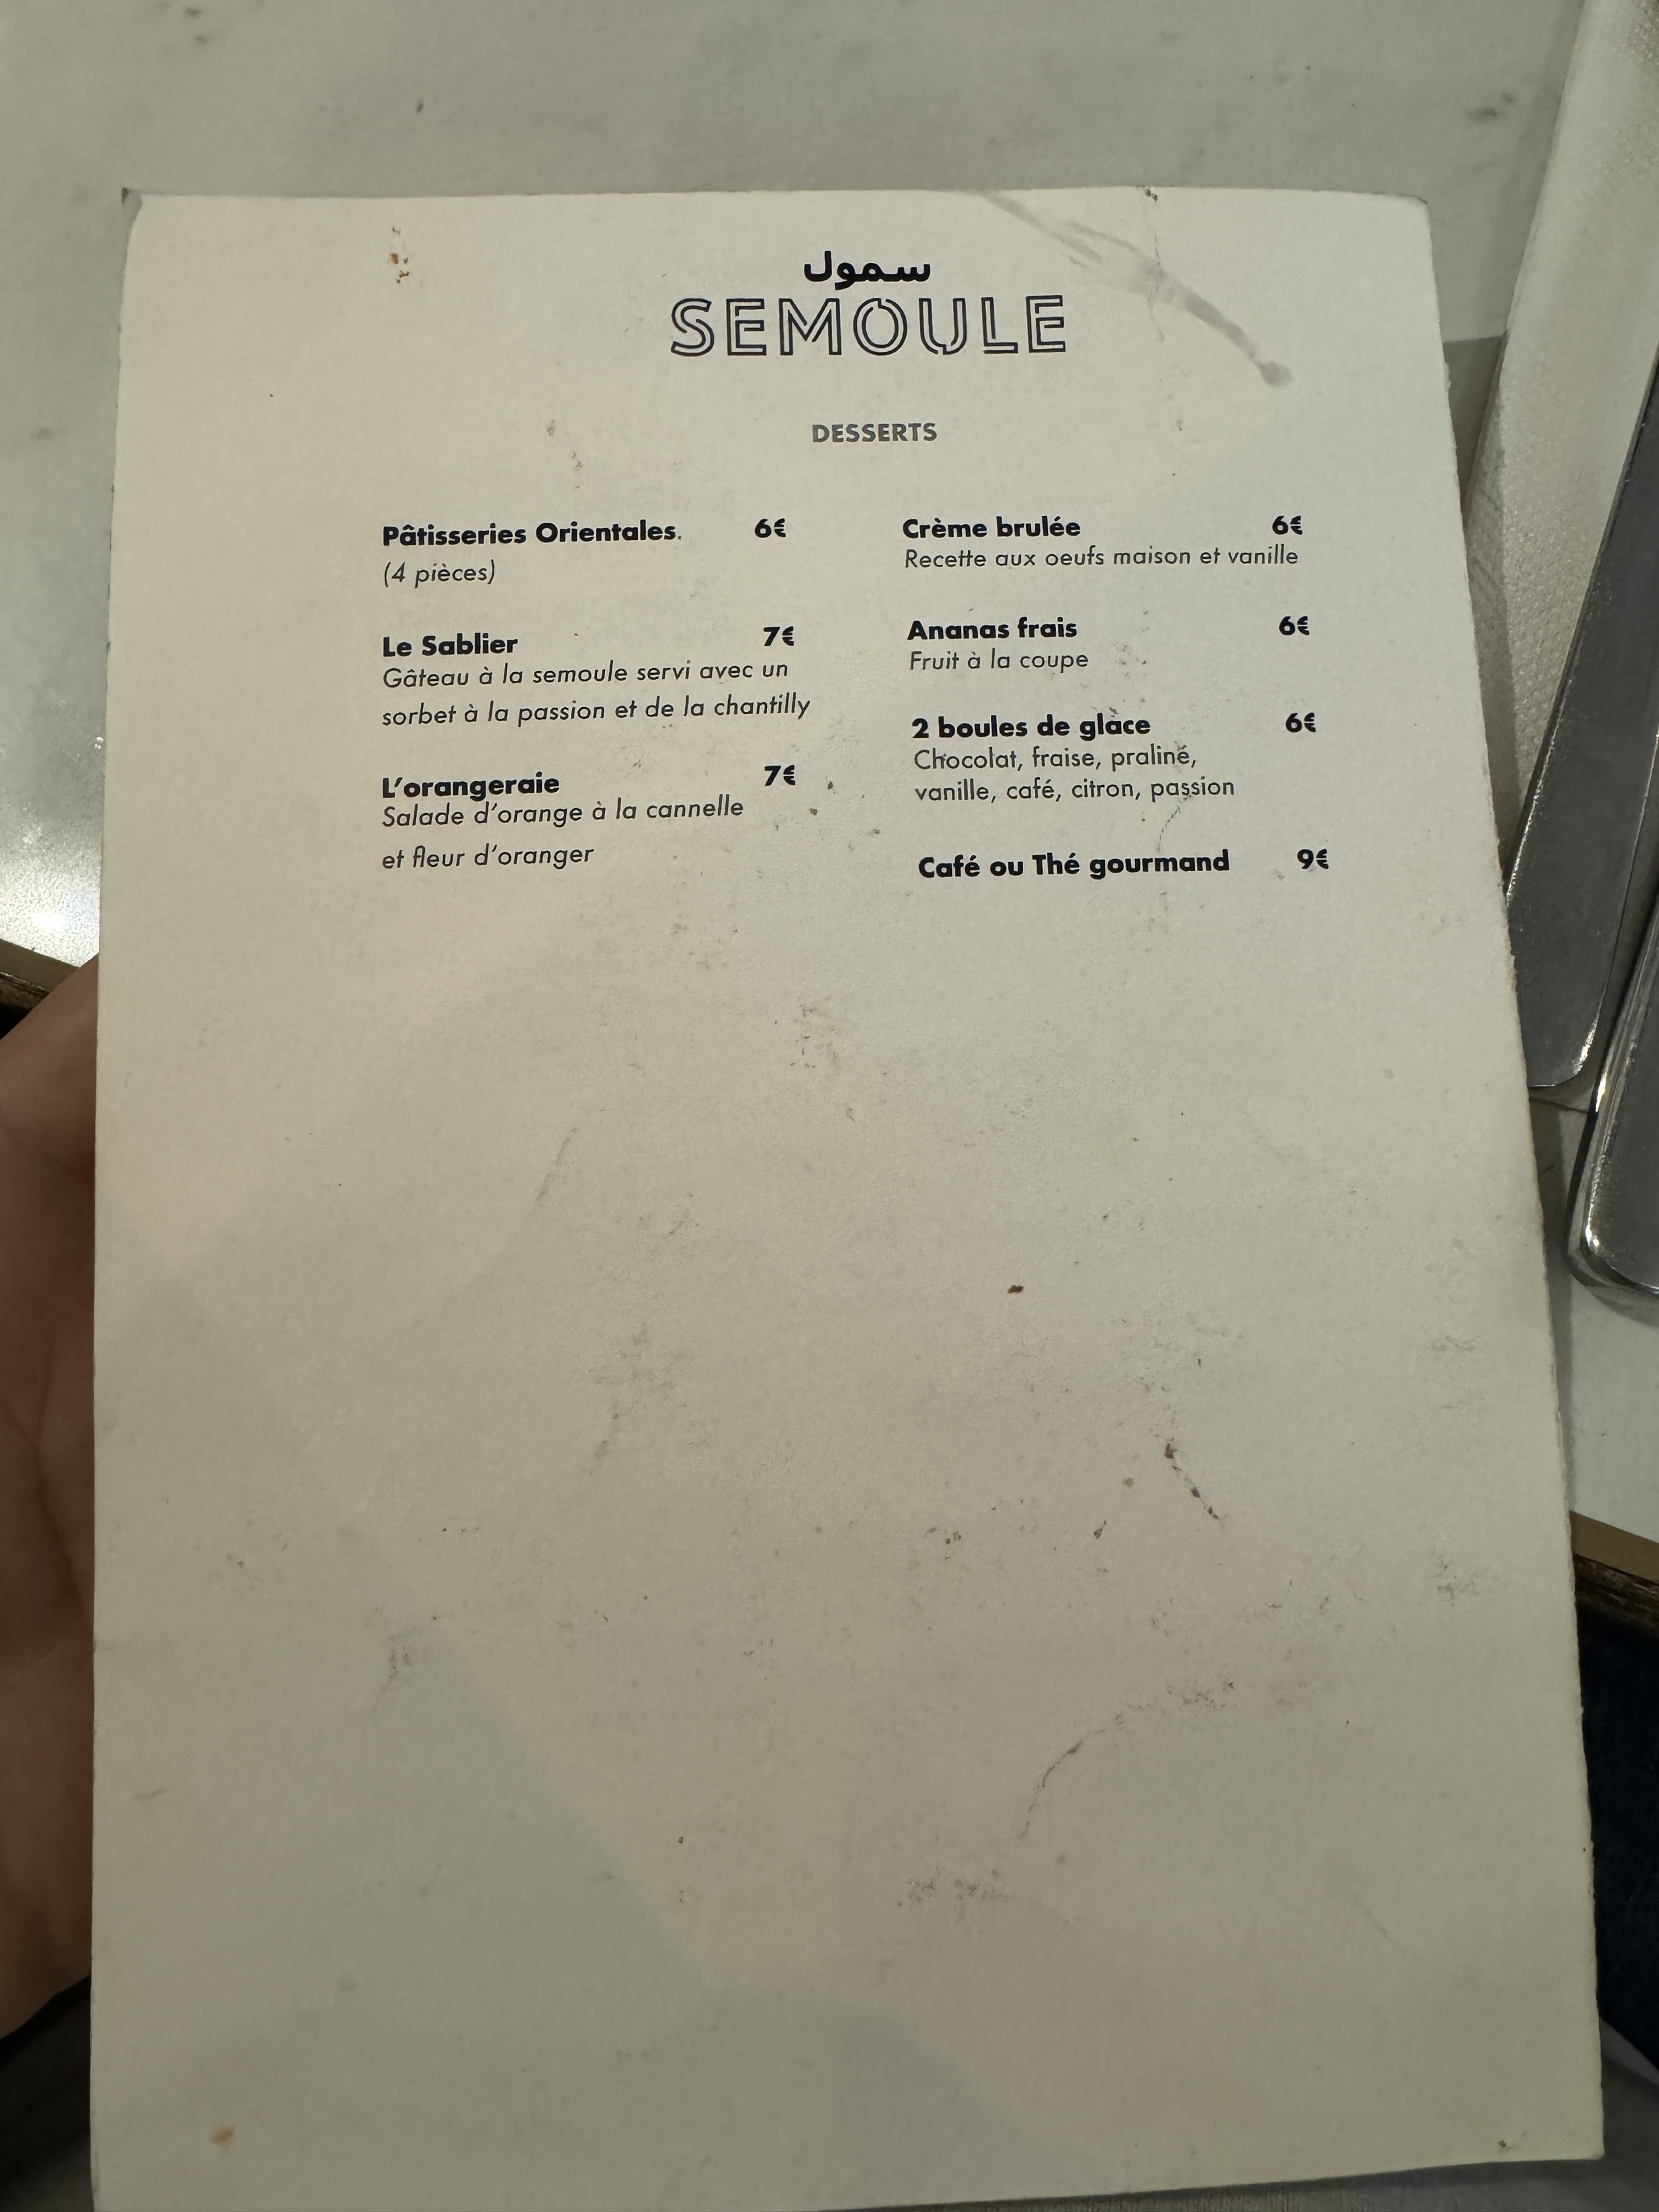 سمول
SEMOULE
DESSERTS
Pâtisseries Orientales. 6€
(4 pièces)
Le Sablier 7€
Gâteau à la semoule servi avec un
sorbet à la passion et de la chantilly
L'orangeraie 7€
Salade d'orange à la cannelle
et fleur d'oranger
Crème brulée 6€
Recette aux oeufs maison et vanille
Ananas frais 6€
Fruit à la coupe
2 boules de glace 6€
Chocolat, fraise, praliné,
vanille, café, citron, passion
Café ou Thé gourmand 9€